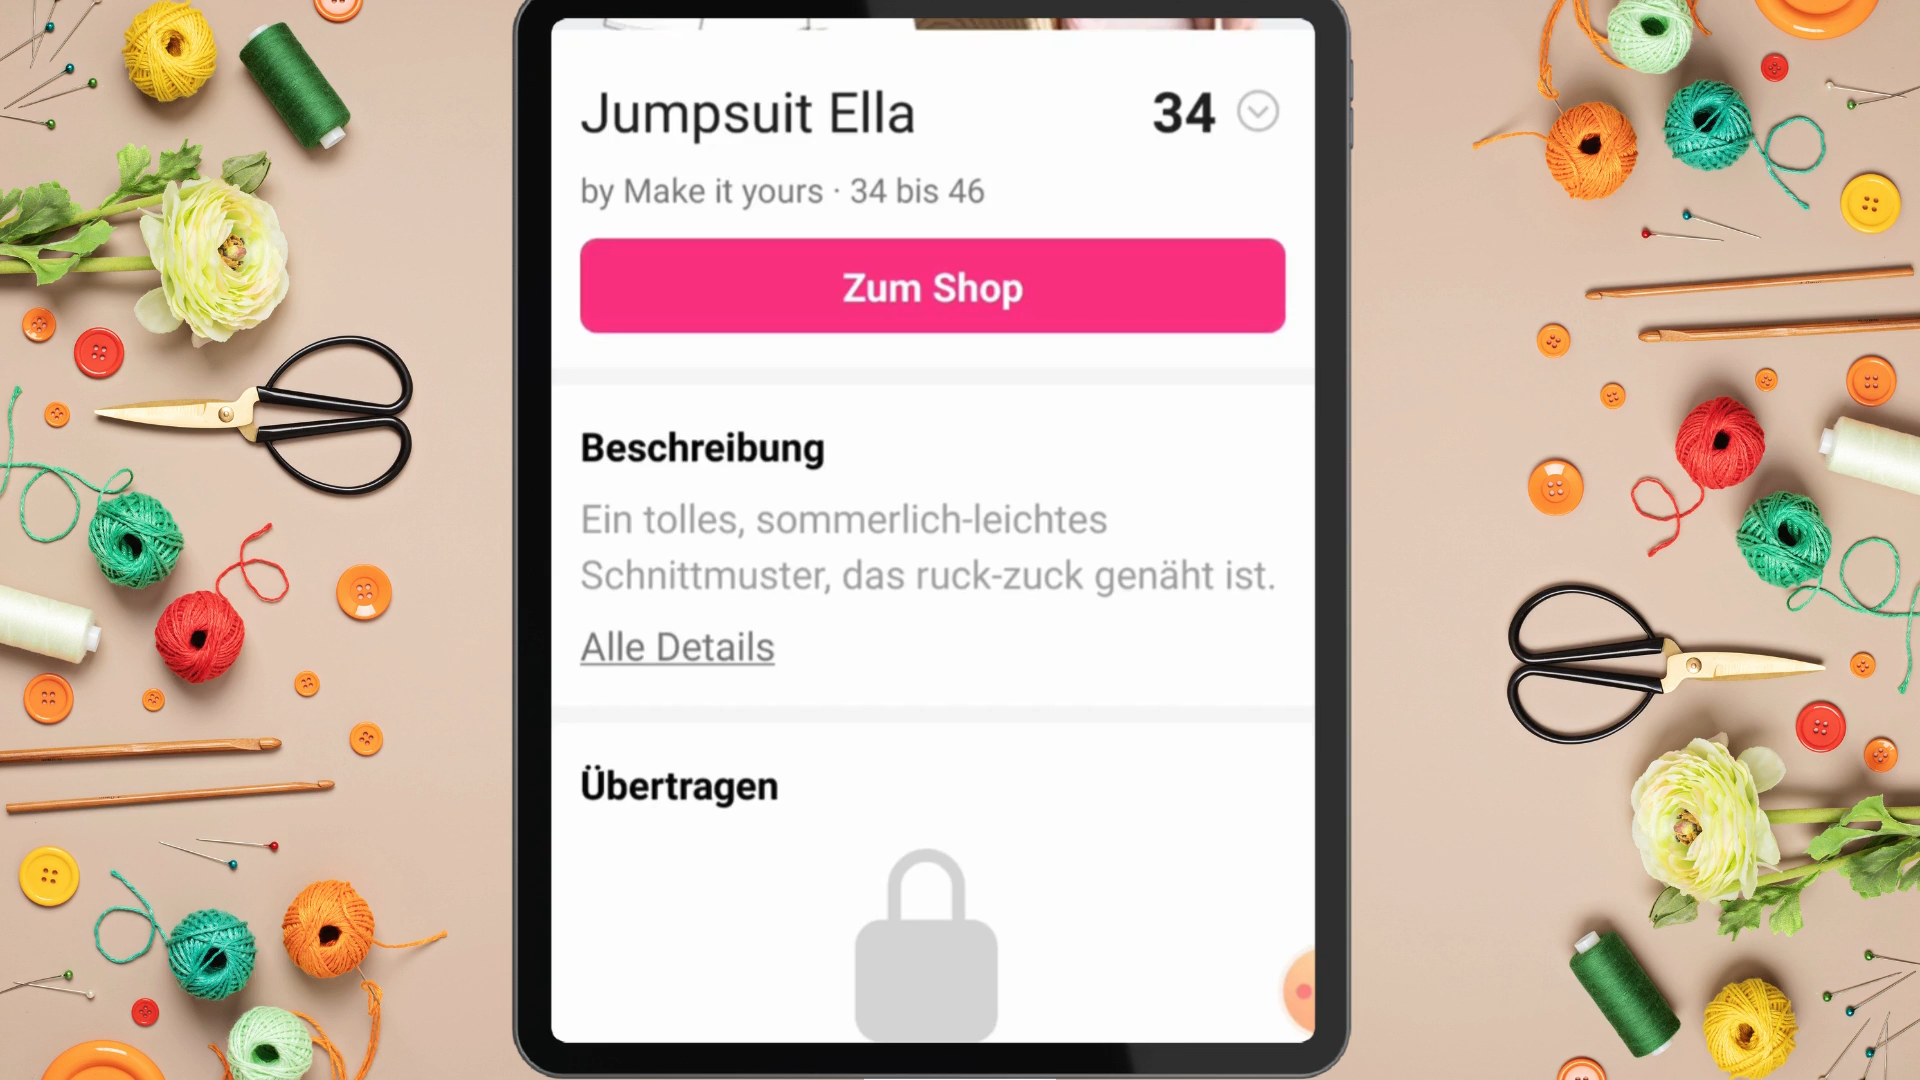 Jumpsuit Ella 34
by Make it yours · 34 bis 46
Zum Shop
Beschreibung
Ein tolles, sommerlich-leichtes
Schnittmuster, das ruck-zuck genäht ist.
Alle Details
Übertragen